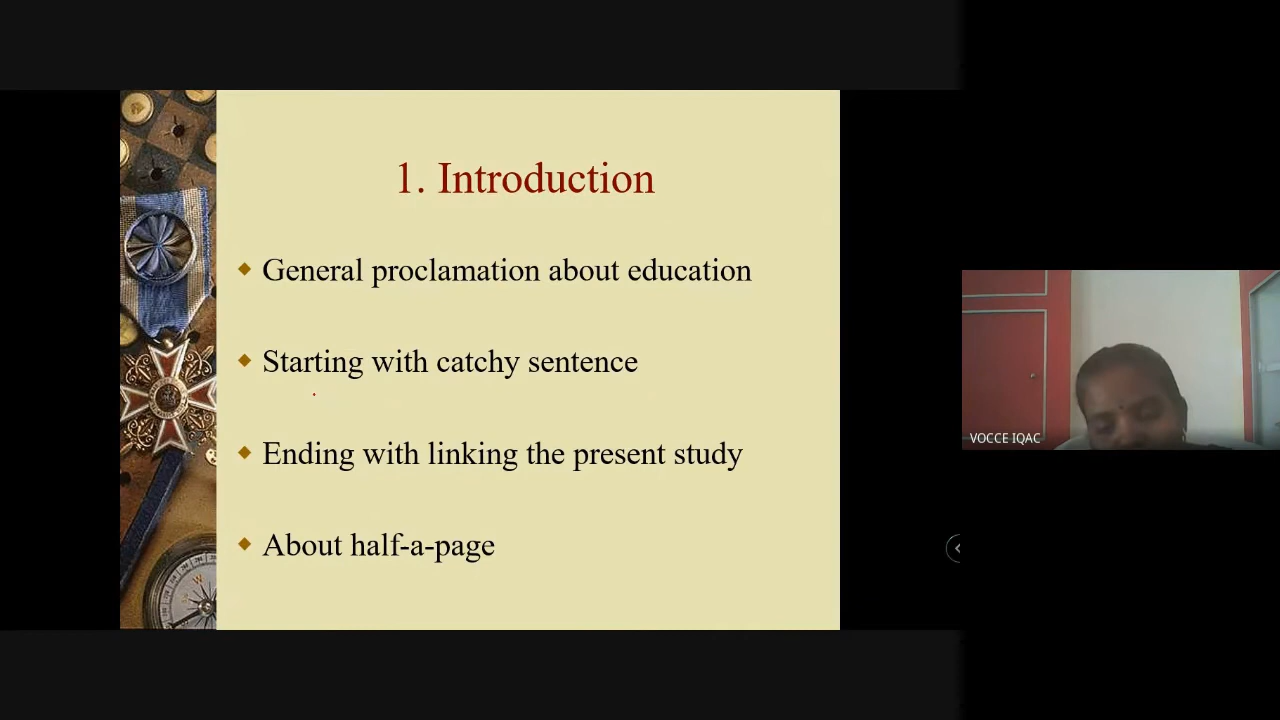 1. Introduction
General proclamation about education
Starting with catchy sentence
Ending with linking the present study
About half-a-page
VOCCE IQAC